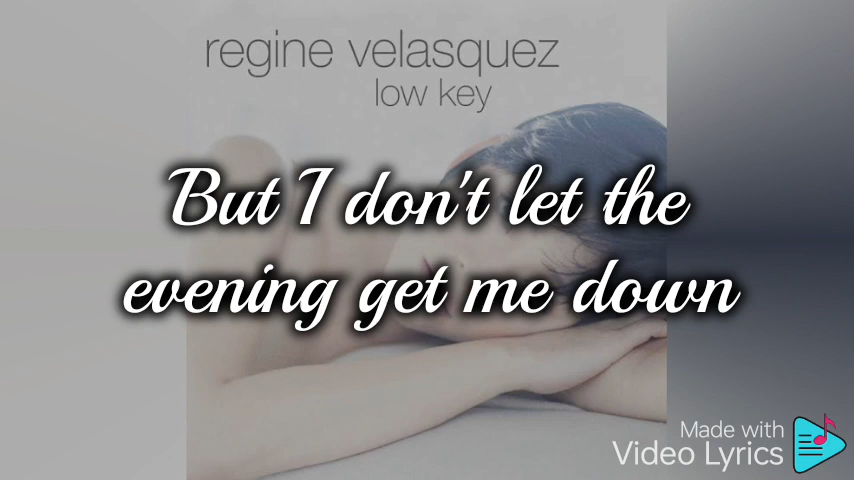 regine velasquez
low key
But I don't let the
evening get me down
Made with
Video Lyrics